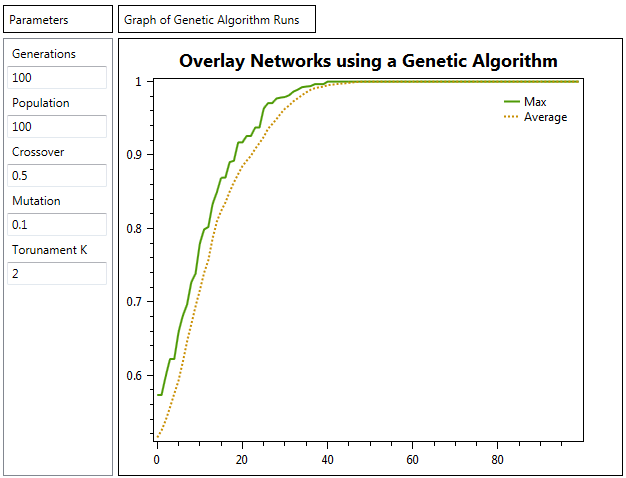 Parameters
Graph of Genetic Algorithm Runs
Generations
100
Population
100
Crossover
0.5
Mutation
0.1
Torunament K
2
Overlay Networks using a Genetic Algorithm
Max
Average
1
0.9
0.8
0.7
0.6
0 20 40 60 80